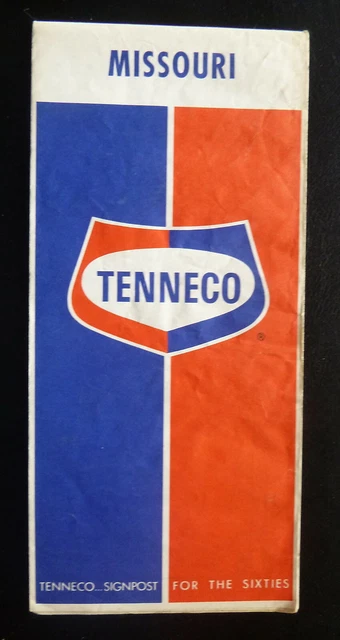 MISSOURI
TENNECO
®
TENNECO...SIGNPOST FOR THE SIXTIES